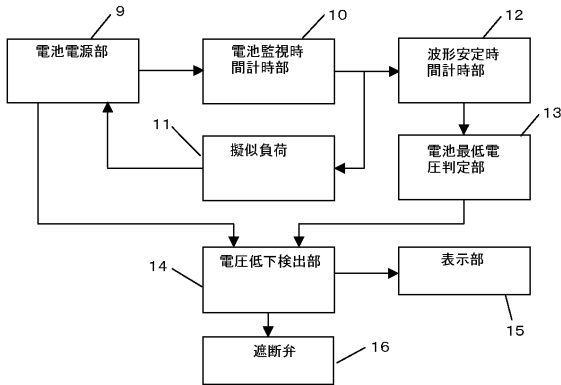 9
10
12
電池電源部
電池監視時
間計時部
波形安定時
間計時部
11
13
擬似負荷
電池最低電
圧判定部
14
電圧低下検出部
表示部
15
遮断弁
16